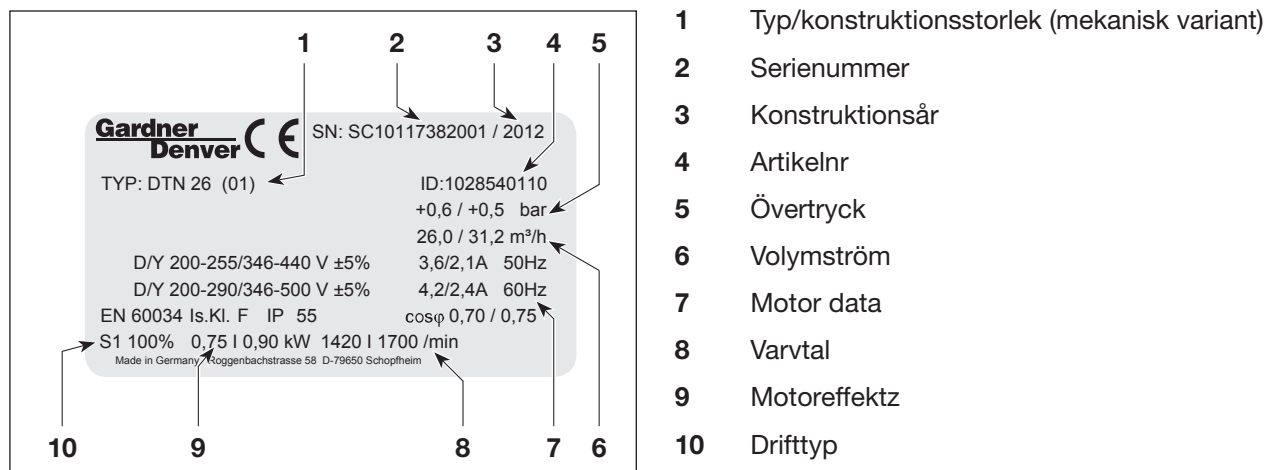 1 2 3 4 5
Gardner
Denver CE SN: SC10117382001 / 2012
TYP: DTN 26 (01) ID:1028540110
+0,6 / +0,5 bar
26,0 / 31,2 m³/h
D/Y 200-255/346-440 V ±5% 3,6/2,1A 50Hz
D/Y 200-290/346-500 V ±5% 4,2/2,4A 60Hz
EN 60034 Is.Kl. F IP 55 cosφ 0,70 / 0,75
S1 100% 0,75 I 0,90 kW 1420 I 1700 /min
Made in Germany Roggenbachstrasse 58 D-79650 Schopfheim
10 9 8 7 6
1 Typ/konstruktionsstorlek (mekanisk variant)
2 Serienummer
3 Konstruktionsår
4 Artikelnr
5 Övertryck
6 Volymström
7 Motor data
8 Varvtal
9 Motoreffektz
10 Drifttyp